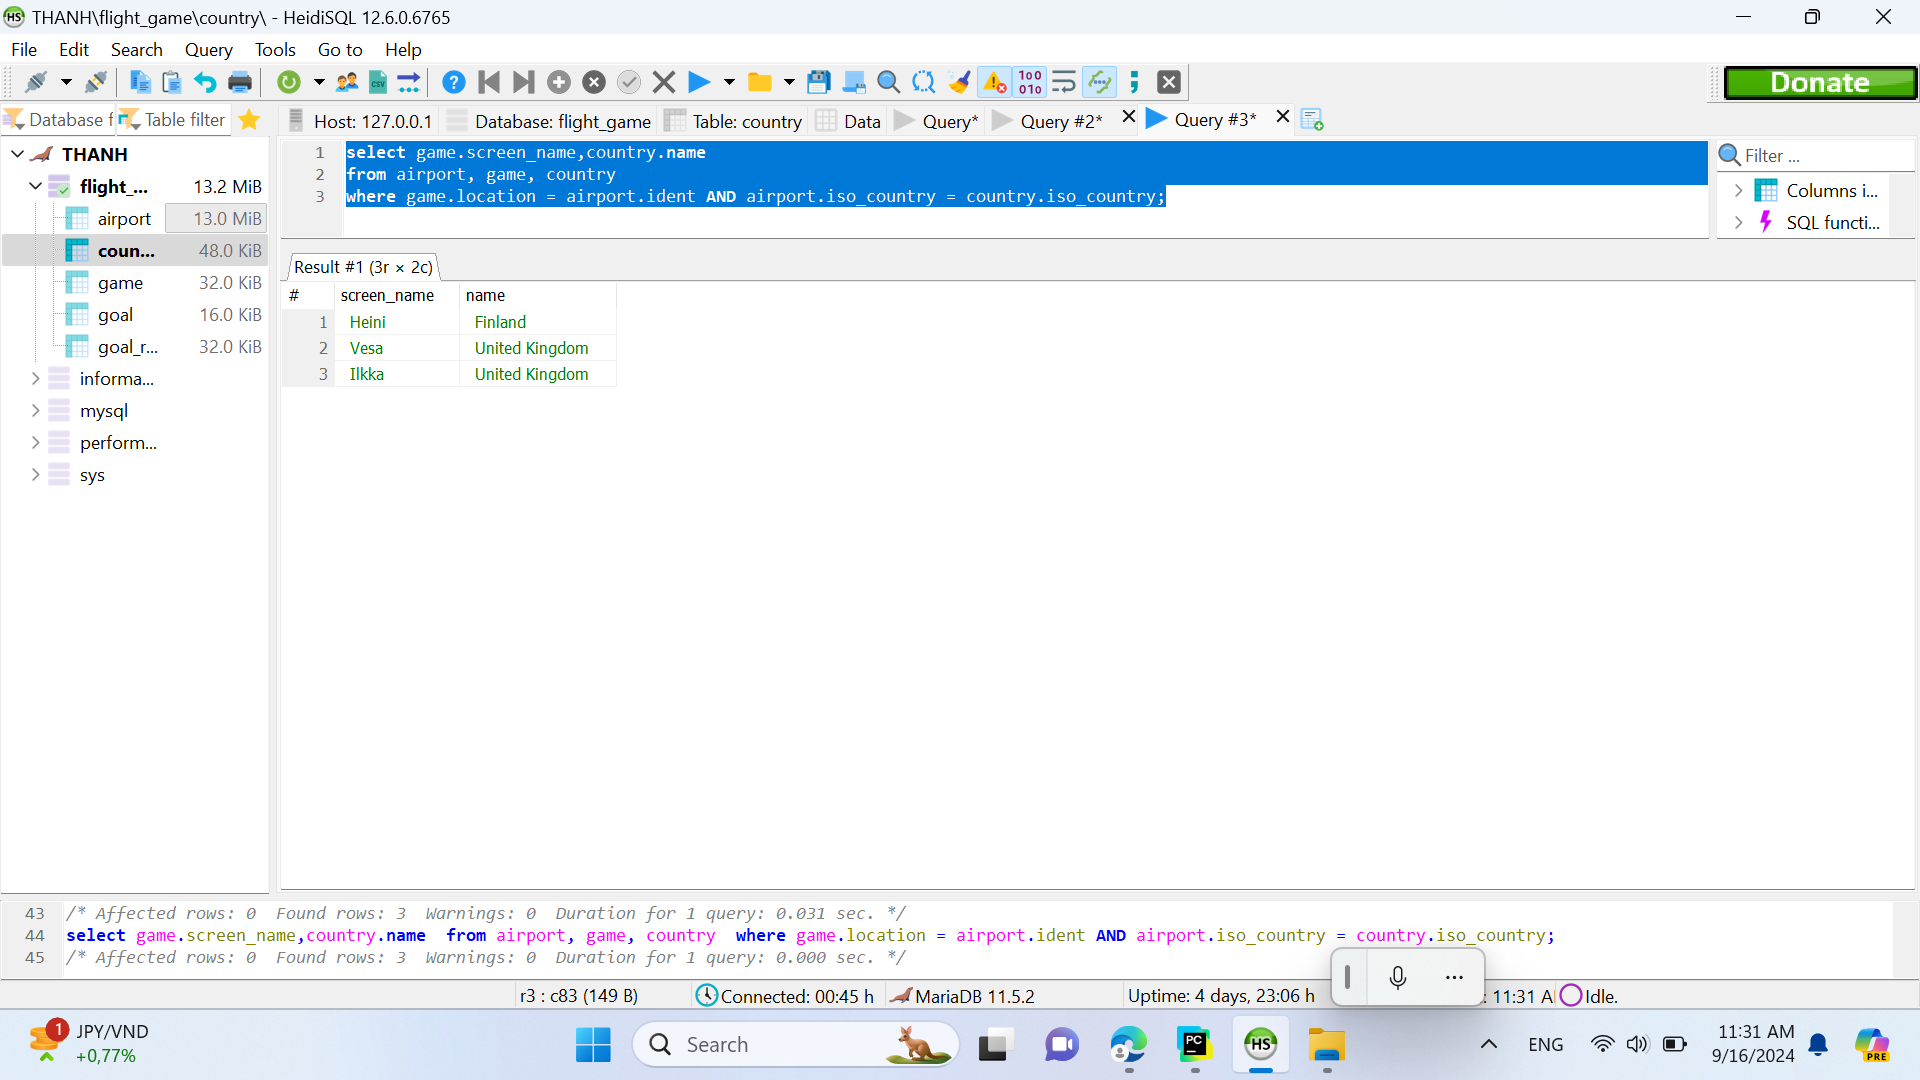 THANH\flight_game\country\ - HeidiSQL 12.6.0.6765
File Edit Search Query Tools Go to Help
Donate
Database f Table filter Host: 127.0.0.1 Database: flight_game Table: country Data Query* Query #2* Query #3*
THANH
flight_... 13.2 MiB
airport 13.0 MiB
coun... 48.0 KiB
game 32.0 KiB
goal 16.0 KiB
goal_r... 32.0 KiB
informa...
mysql
perform...
sys
1 select game.screen_name,country.name
2 from airport, game, country
3 where game.location = airport.ident AND airport.iso_country = country.iso_country;
Filter ...
Columns i...
SQL functi...
Result #1 (3r × 2c)
# screen_name name
1 Heini Finland
2 Vesa United Kingdom
3 Ilkka United Kingdom
43 /* Affected rows: 0 Found rows: 3 Warnings: 0 Duration for 1 query: 0.031 sec. */
44 select game.screen_name,country.name from airport, game, country where game.location = airport.ident AND airport.iso_country = country.iso_country;
45 /* Affected rows: 0 Found rows: 3 Warnings: 0 Duration for 1 query: 0.000 sec. */
r3 : c83 (149 B) Connected: 00:45 h MariaDB 11.5.2 Uptime: 4 days, 23:06 h : 11:31 A Idle.
1 JPY/VND
+0,77%
Search
PC
HS
ENG
11:31 AM
9/16/2024
PRE